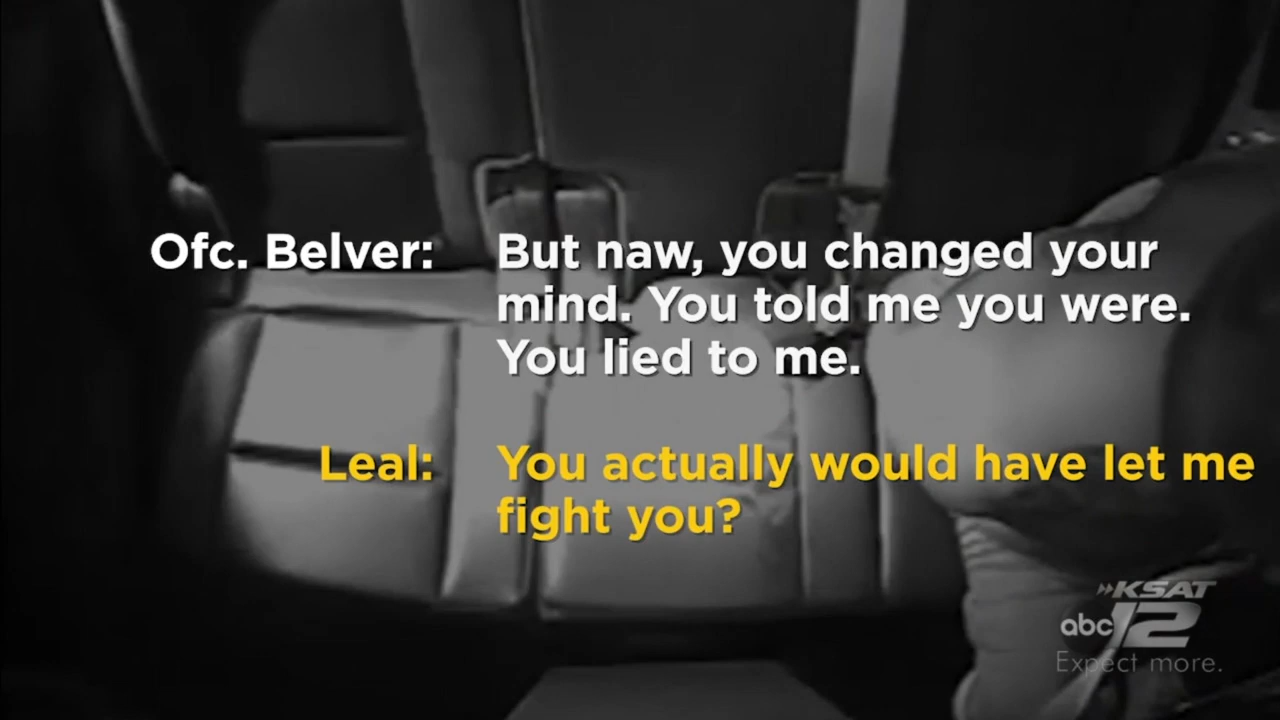 Ofc. Belver: But naw, you changed your
mind. You told me you were.
You lied to me.
Leal: You actually would have let me
fight you?
KSAT
abc 12
Expect more.